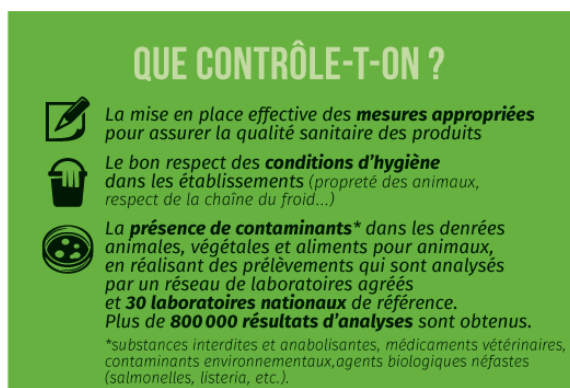 QUE CONTRÔLE-T-ON ?
La mise en place effective des mesures appropriées
pour assurer la qualité sanitaire des produits
Le bon respect des conditions d'hygiène
dans les établissements (propreté des animaux,
respect de la chaîne du froid...)
La présence de contaminants* dans les denrées
animales, végétales et aliments pour animaux,
en réalisant des prélèvements qui sont analysés
par un réseau de laboratoires agréés
et 30 laboratoires nationaux de référence.
Plus de 800 000 résultats d'analyses sont obtenus.
*substances interdites et anabolisantes, médicaments vétérinaires,
contaminants environnementaux,agents biologiques néfastes
(salmonelles, listeria, etc.).